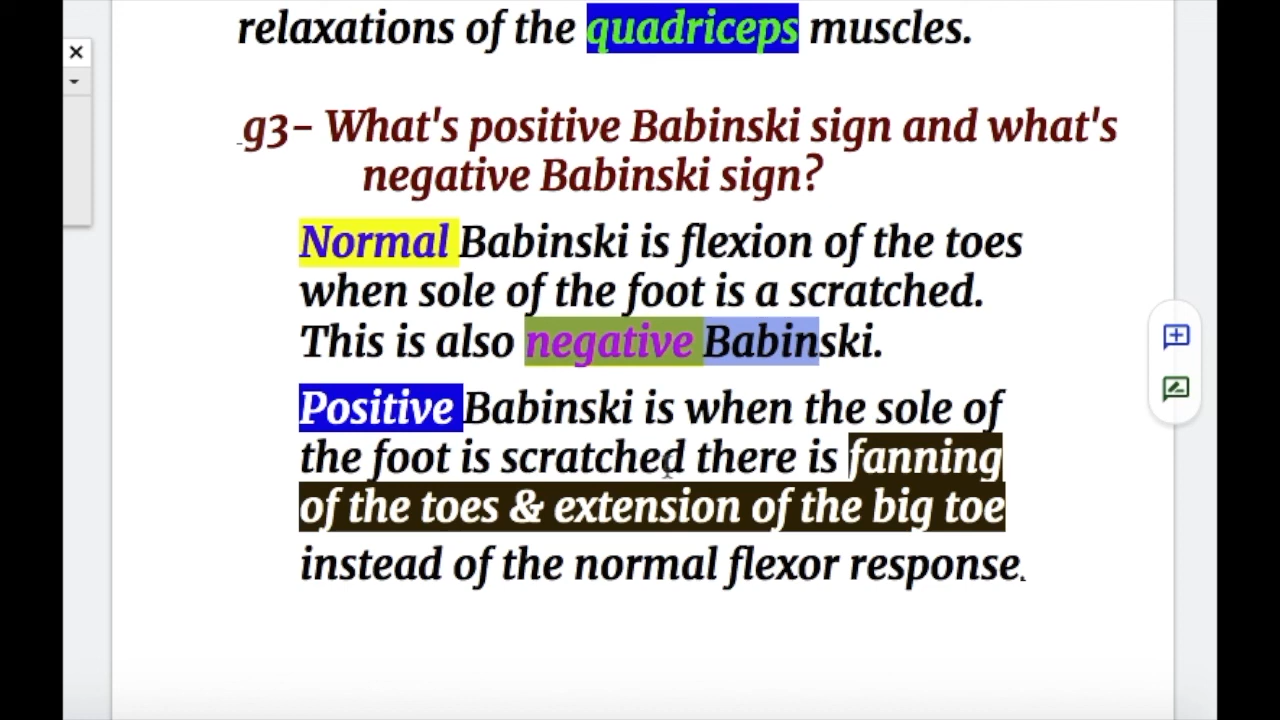 relaxations of the quadriceps muscles.
g3- What's positive Babinski sign and what's
negative Babinski sign?
Normal Babinski is flexion of the toes
when sole of the foot is a scratched.
This is also negative Babinski.
Positive Babinski is when the sole of
the foot is scratched there is fanning
of the toes & extension of the big toe
instead of the normal flexor response.